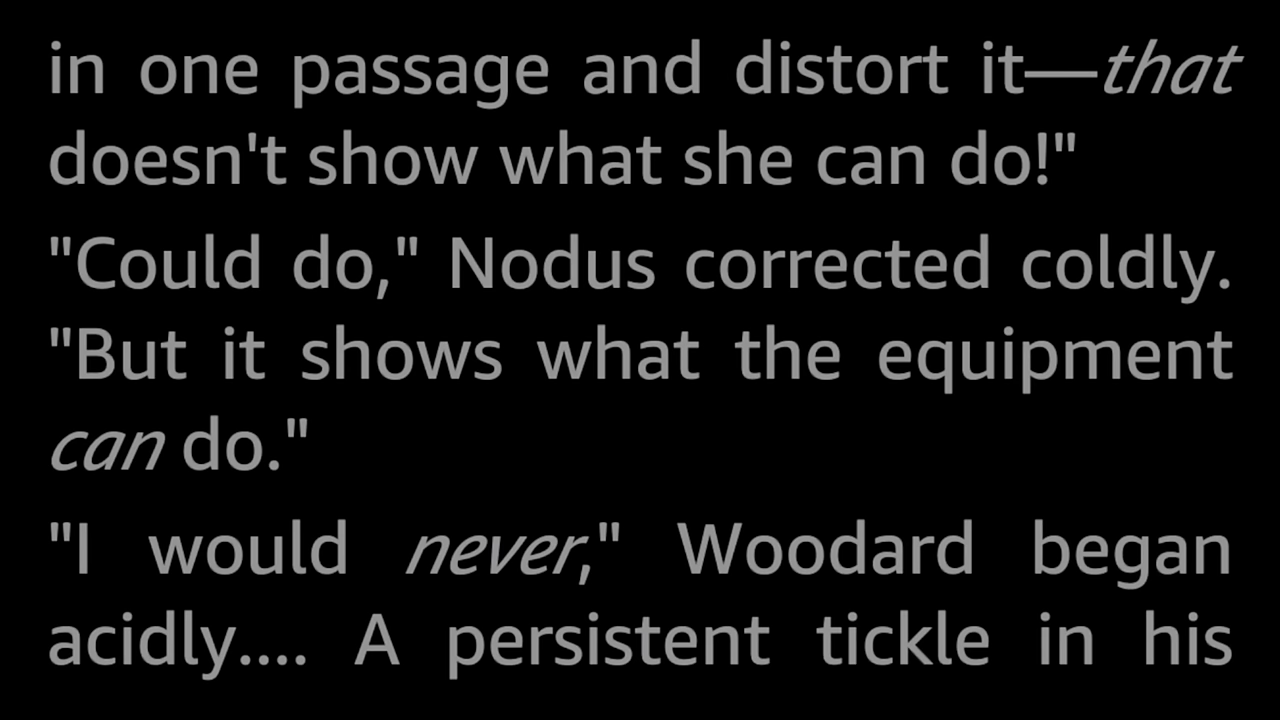 in one passage and distort it—that
doesn't show what she can do!"
"Could do," Nodus corrected coldly.
"But it shows what the equipment
can do."
"I would never," Woodard began
acidly.... A persistent tickle in his